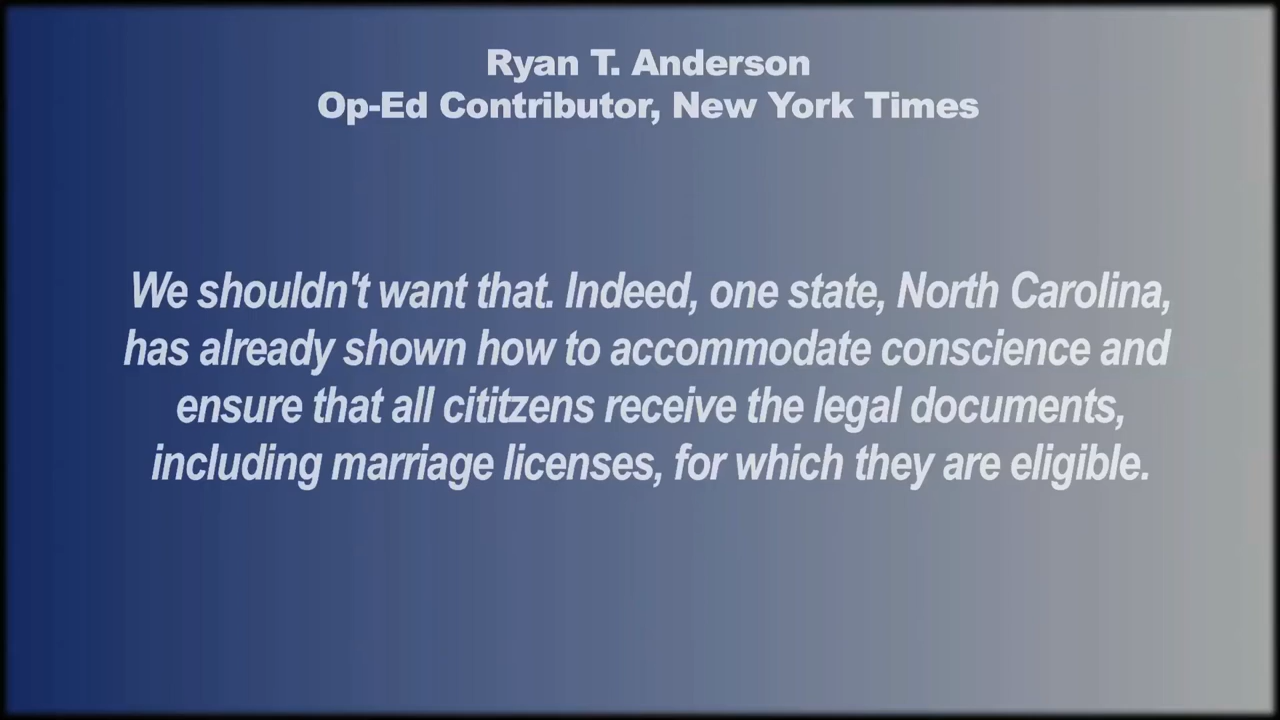 Ryan T. Anderson
Op-Ed Contributor, New York Times
We shouldn't want that. Indeed, one state, North Carolina,
has already shown how to accommodate conscience and
ensure that all cititzens receive the legal documents,
including marriage licenses, for which they are eligible.